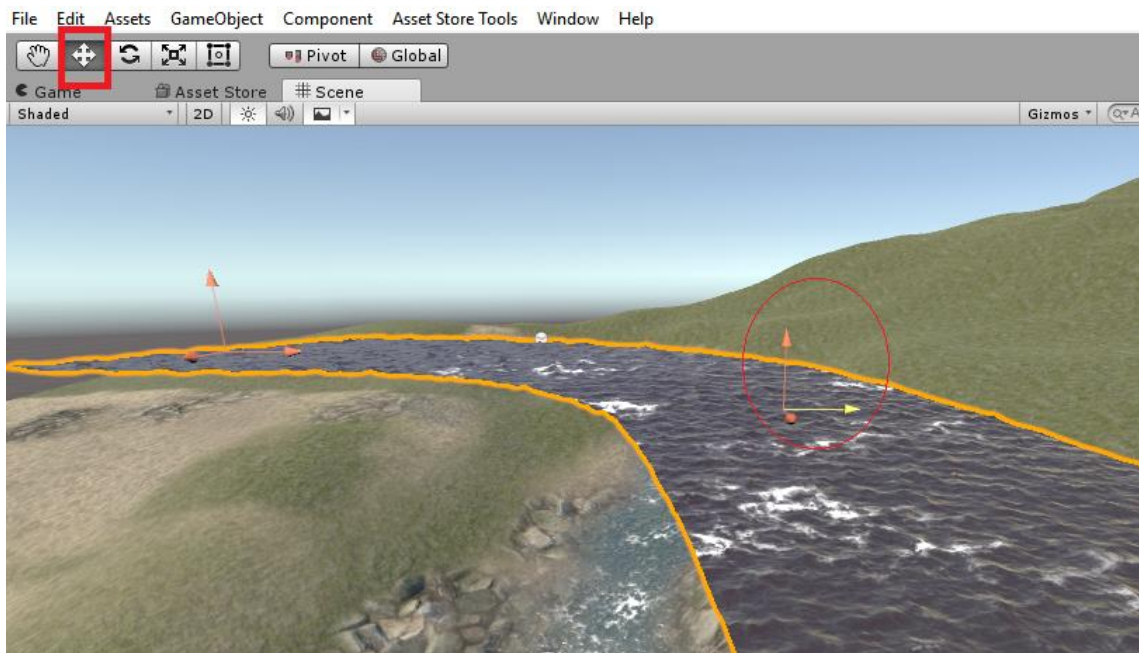 File Edit Assets GameObject Component Asset Store Tools Window Help
Pivot Global
Game Asset Store Scene
Shaded 2D Gizmos